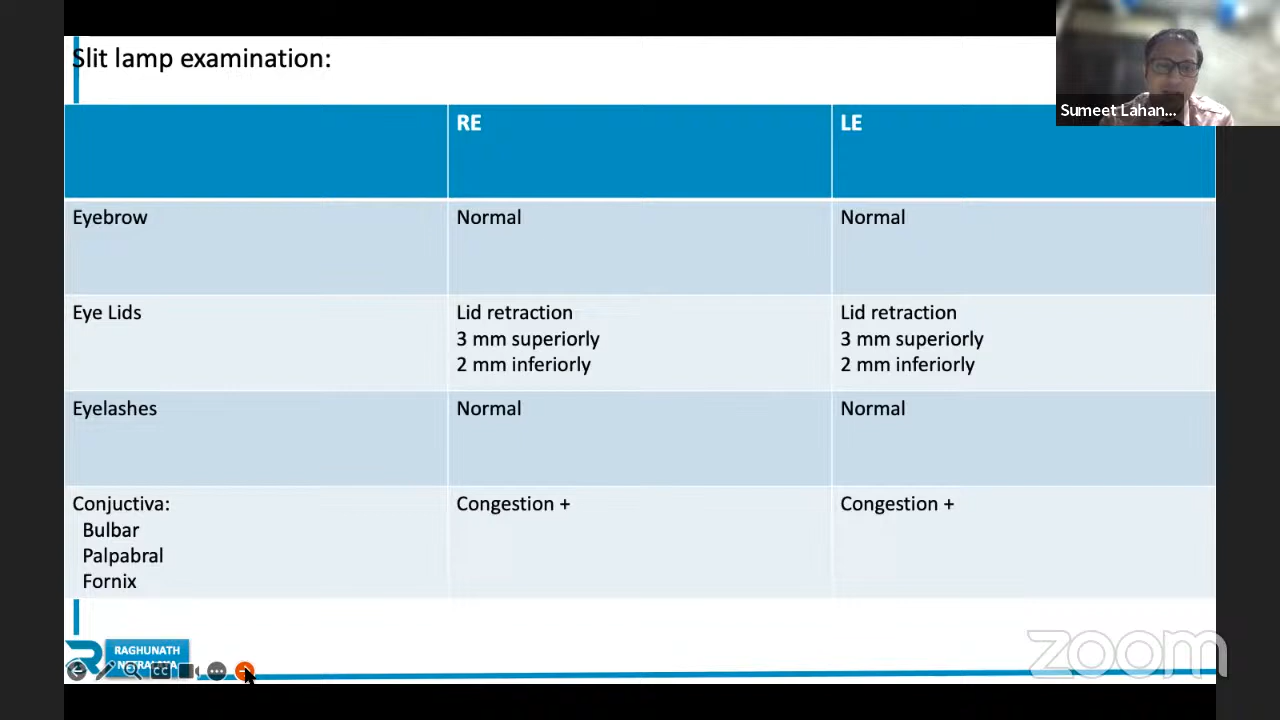 Slit lamp examination:
Sumeet Lahan...
RE
LE
Eyebrow
Normal
Normal
Eye Lids
Lid retraction
3 mm superiorly
2 mm inferiorly
Lid retraction
3 mm superiorly
2 mm inferiorly
Eyelashes
Normal
Normal
Conjuctiva:
Bulbar
Palpabral
Fornix
Congestion +
Congestion +
RAGHUNATH
CC
zoom